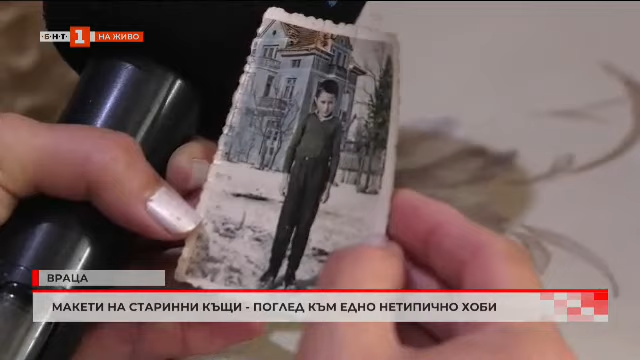 БНТ 1 НА ЖИВО
ВРАЦА
МАКЕТИ НА СТАРИННИ КЪЩИ - ПОГЛЕД КЪМ ЕДНО НЕТИПИЧНО ХОБИ